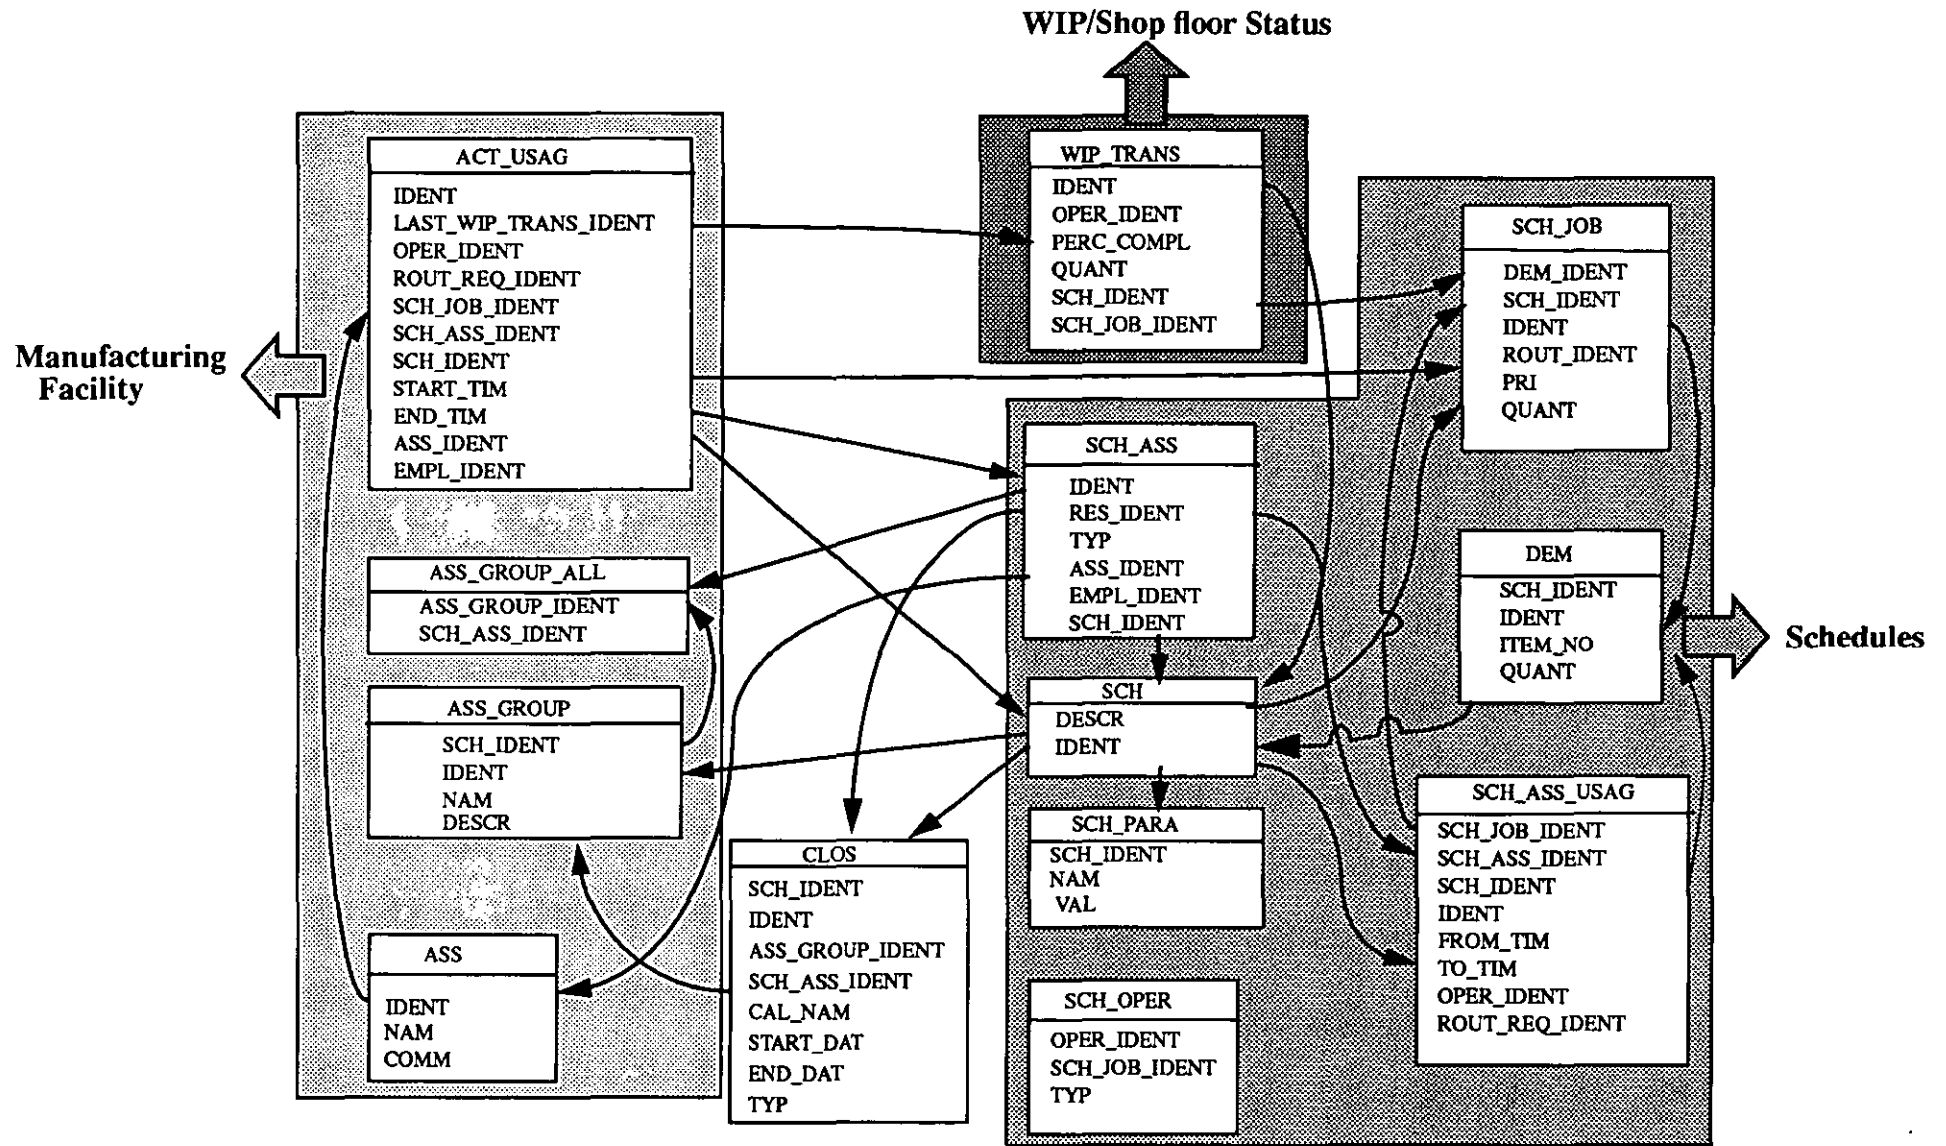 WIP/Shop floor Status
Manufacturing
Facility
ACT_USAG
IDENT
LAST_WIP_TRANS_IDENT
OPER_IDENT
ROUT_REQ_IDENT
SCH_JOB_IDENT
SCH_ASS_IDENT
SCH_IDENT
START_TIM
END_TIM
ASS_IDENT
EMPL_IDENT
ASS_GROUP_ALL
ASS_GROUP_IDENT
SCH_ASS_IDENT
ASS_GROUP
SCH_IDENT
IDENT
NAM
DESCR
ASS
IDENT
NAM
COMM
CLOS
SCH_IDENT
IDENT
ASS_GROUP_IDENT
SCH_ASS_IDENT
CAL_NAM
START_DAT
END_DAT
TYP
WIP_TRANS
IDENT
OPER_IDENT
PERC_COMPL
QUANT
SCH_IDENT
SCH_JOB_IDENT
SCH_ASS
IDENT
RES_IDENT
TYP
ASS_IDENT
EMPL_IDENT
SCH_IDENT
SCH
DESCR
IDENT
SCH_PARA
SCH_IDENT
NAM
VAL
SCH_OPER
OPER_IDENT
SCH_JOB_IDENT
TYP
SCH_JOB
DEM_IDENT
SCH_IDENT
IDENT
ROUT_IDENT
PRI
QUANT
DEM
SCH_IDENT
IDENT
ITEM_NO
QUANT
SCH_ASS_USAG
SCH_JOB_IDENT
SCH_ASS_IDENT
SCH_IDENT
IDENT
FROM_TIM
TO_TIM
OPER_IDENT
ROUT_REQ_IDENT
Schedules